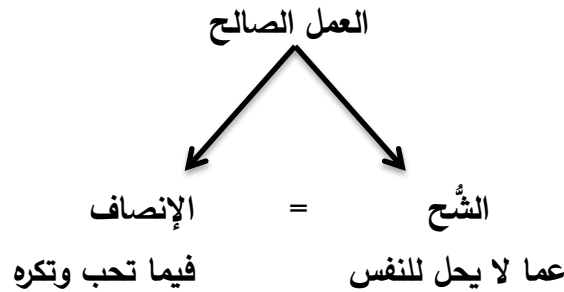 العمل الصالح
الشُّح = الإنصاف
عما لا يحل للنفس فيما تحب وتكره